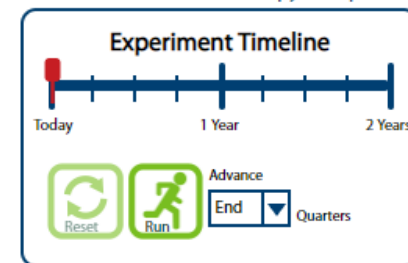 Experiment Timeline
Today 1 Year 2 Years
Advance
End Quarters
Reset Run